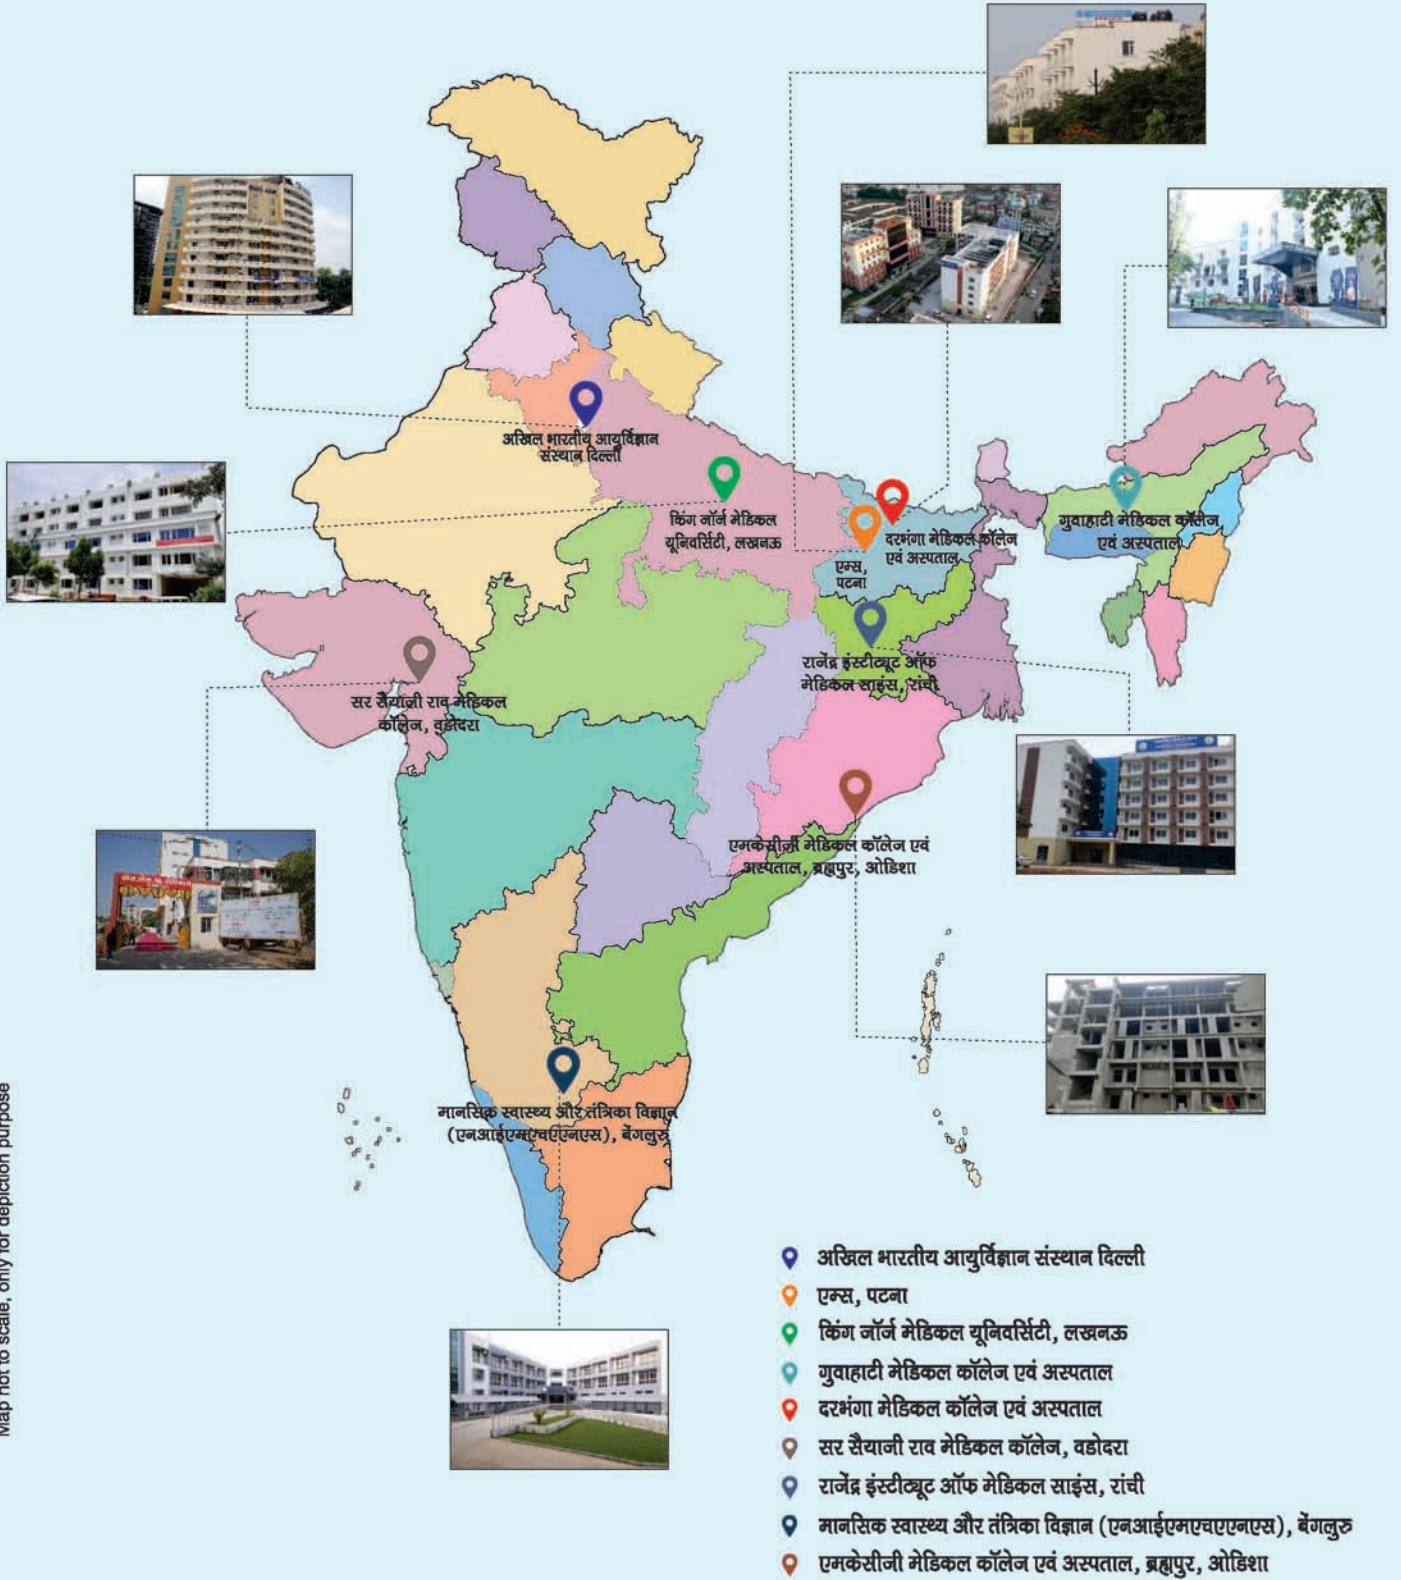 अखिल भारतीय आयुर्विज्ञान
संस्थान दिल्ली
किंग जॉर्ज मेडिकल
यूनिवर्सिटी, लखनऊ
दरभंगा मेडिकल कॉलेज
एवं अस्पताल
एम्स,
पटना
गुवाहाटी मेडिकल कॉलेज
एवं अस्पताल
राजेंद्र इंस्टीट्यूट ऑफ
मेडिकल साइंस, रांची
सर सैयाजी राव मेडिकल
कॉलेज, वडोदरा
एमकेसीजी मेडिकल कॉलेज एवं
अस्पताल, ब्रह्मपुर, ओडिशा
मानसिक स्वास्थ्य और तंत्रिका विज्ञान
(एनआईएमएचएएनएस), बेंगलुरु
Map not to scale, only for depiction purpose
अखिल भारतीय आयुर्विज्ञान संस्थान दिल्ली
एम्स, पटना
किंग जॉर्ज मेडिकल यूनिवर्सिटी, लखनऊ
गुवाहाटी मेडिकल कॉलेज एवं अस्पताल
दरभंगा मेडिकल कॉलेज एवं अस्पताल
सर सैयाजी राव मेडिकल कॉलेज, वडोदरा
राजेंद्र इंस्टीट्यूट ऑफ मेडिकल साइंस, रांची
मानसिक स्वास्थ्य और तंत्रिका विज्ञान (एनआईएमएचएएनएस), बेंगलुरु
एमकेसीजी मेडिकल कॉलेज एवं अस्पताल, ब्रह्मपुर, ओडिशा